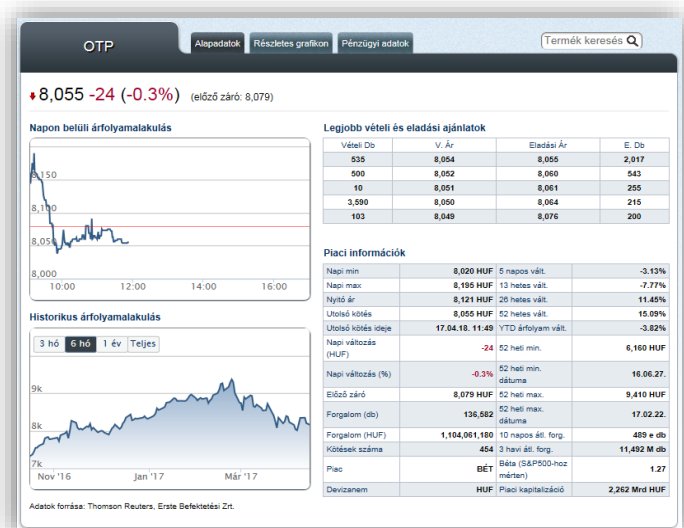 OTP
Alapadatok Részletes grafikon Pénzügyi adatok
Termék keresés
8,055 -24 (-0.3%) (előző záró: 8,079)
Napon belüli árfolyamalakulás
8,150
8,100
8,050
8,000
10:00 12:00 14:00 16:00
Historikus árfolyamalakulás
3 hó 6 hó 1 év Teljes
9k
8k
7k
Nov '16 Jan '17 Már '17
Adatok forrása: Thomson Reuters, Erste Befektetési Zrt.
Legjobb vételi és eladási ajánlatok
Vételi Db V. Ár Eladási Ár E. Db
535 8,054 8,055 2,017
500 8,052 8,060 543
10 8,051 8,061 255
3,590 8,050 8,064 215
103 8,049 8,076 200
Piaci információk
Napi min 8,020 HUF 5 napos vált. -3.13%
Napi max 8,195 HUF 13 hetes vált. -7.77%
Nyitó ár 8,121 HUF 26 hetes vált. 11.45%
Utolsó kötés 8,055 HUF 52 hetes vált. 15.09%
Utolsó kötés ideje 17.04.18. 11:49 YTD árfolyam vált. -3.82%
Napi változás (HUF) -24 52 heti min. 6,160 HUF
Napi változás (%) -0.3% 52 heti min. dátuma 16.06.27.
Előző záró 8,079 HUF 52 heti max. 9,410 HUF
Forgalom (db) 136,582 52 heti max. dátuma 17.02.22.
Forgalom (HUF) 1,104,061,180 10 napos átl. forg. 489 e db
Kötések száma 454 3 havi átl. forg. 11,492 M db
Piac BÉT Béta (S&P500-hoz mérten) 1.27
Devizanem HUF Piaci kapitalizáció 2,262 Mrd HUF